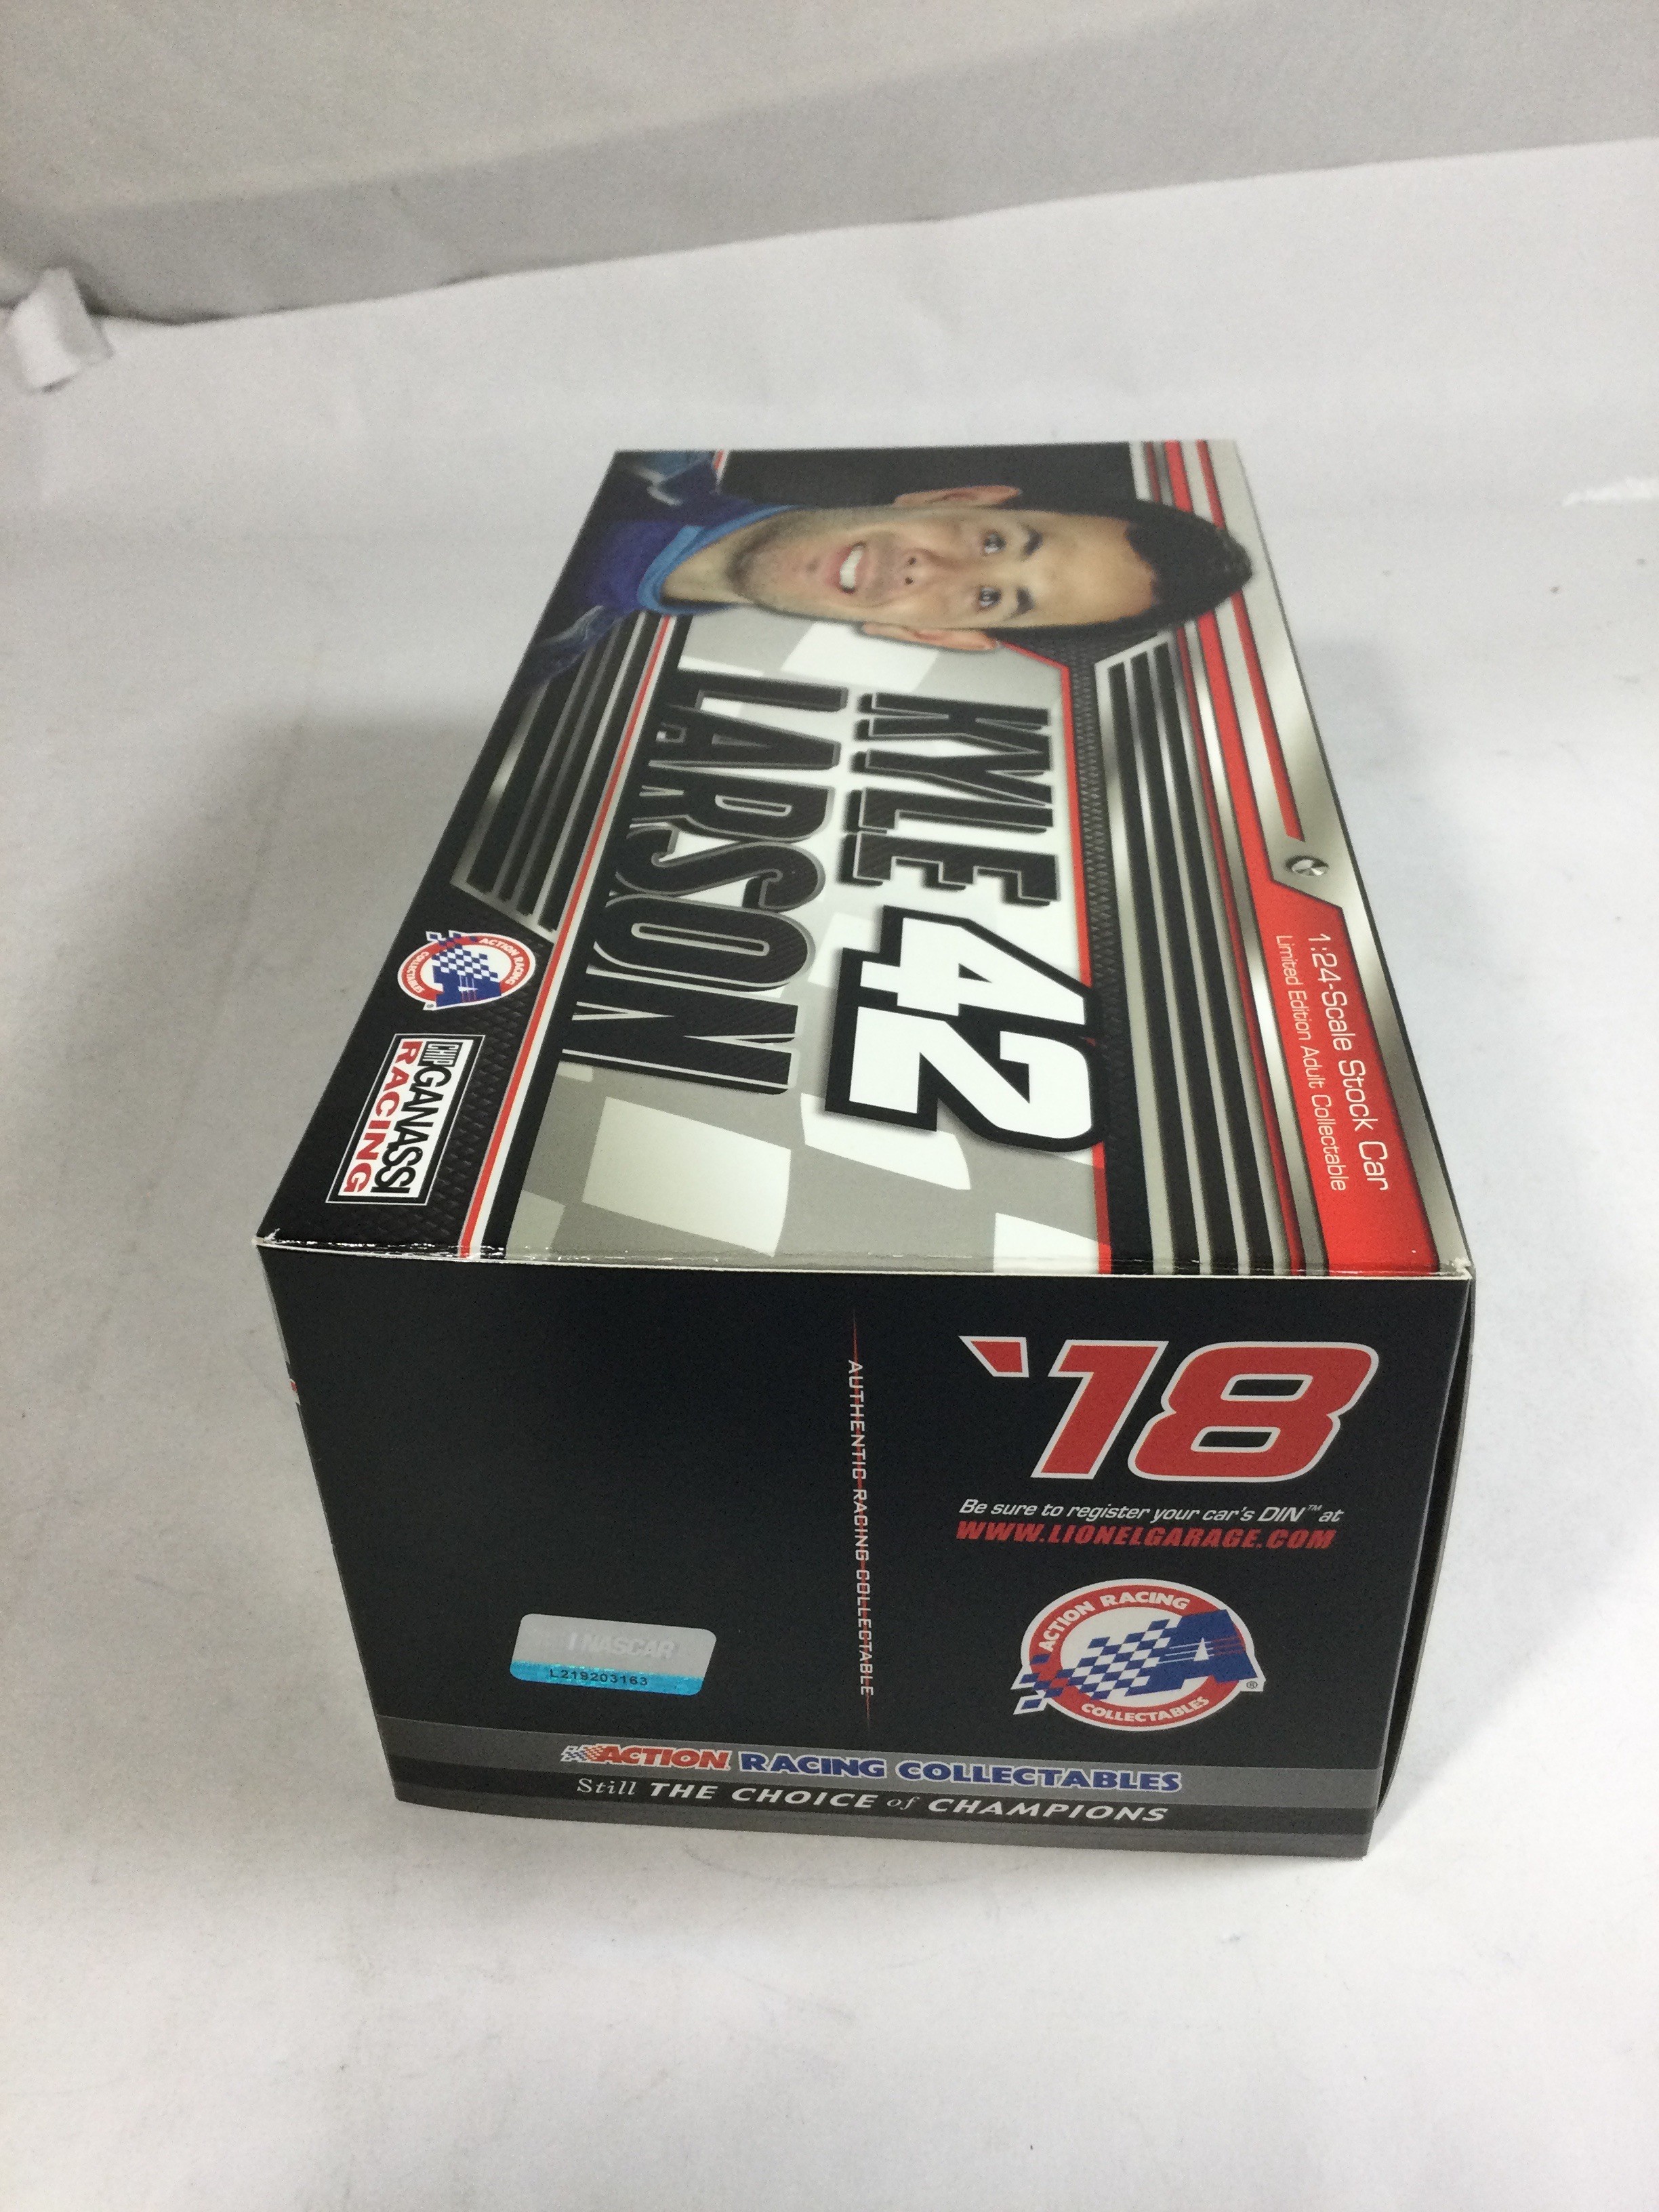 1:24-Scale Stock Car
Limited Edition Adult Collectable
KYLE 42
LARSON
ACTION RACING
COLLECTABLES
®
CHIP GANASSI
RACING
'18
Be sure to register your car's DIN™ at
WWW.LIONELGARAGE.COM
ACTION RACING
A
COLLECTABLES
®
AUTHENTIC RACING COLLECTABLE
NASCAR
L219203163
ACTION RACING COLLECTABLES
Still THE CHOICE of CHAMPIONS